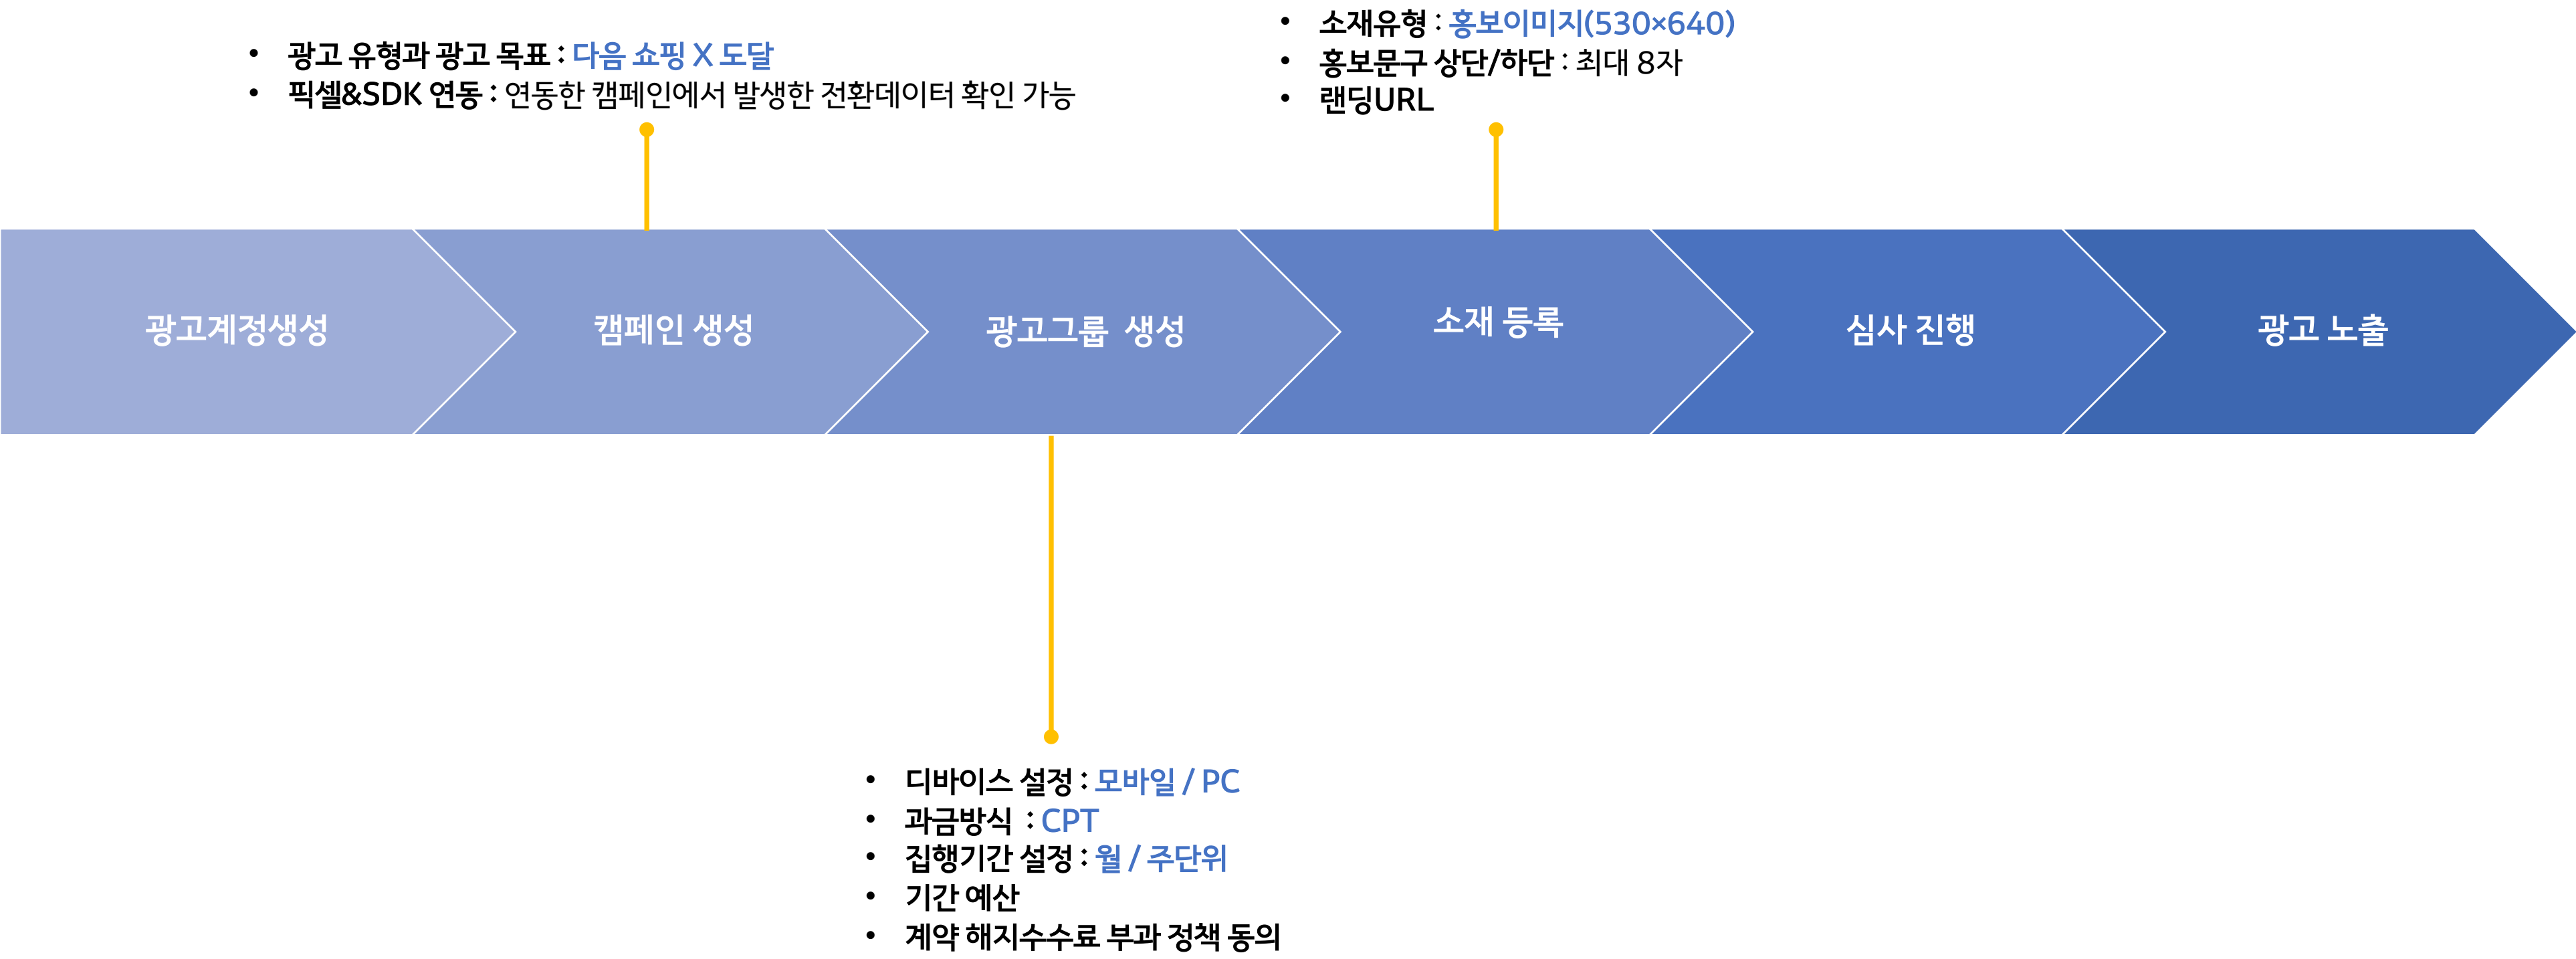 • 광고 유형과 광고 목표 : 다음 쇼핑 X 도달
• 픽셀&SDK 연동 : 연동한 캠페인에서 발생한 전환데이터 확인 가능
• 소재유형 : 홍보이미지(530×640)
• 홍보문구 상단/하단 : 최대 8자
• 랜딩URL
광고계정생성
캠페인 생성
광고그룹 생성
소재 등록
심사 진행
광고 노출
• 디바이스 설정 : 모바일 / PC
• 과금방식 : CPT
• 집행기간 설정 : 월 / 주단위
• 기간 예산
• 계약 해지수수료 부과 정책 동의